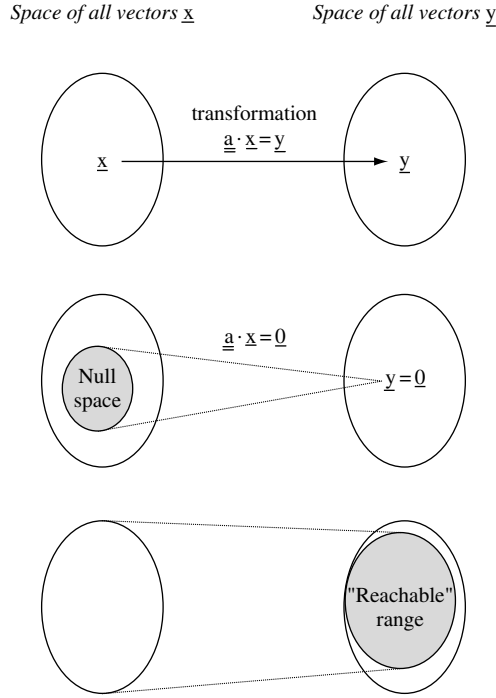 Space of all vectors x
Space of all vectors y
transformation
a · x = y
x
y
a · x = 0
Null
space
y = 0
"Reachable"
range